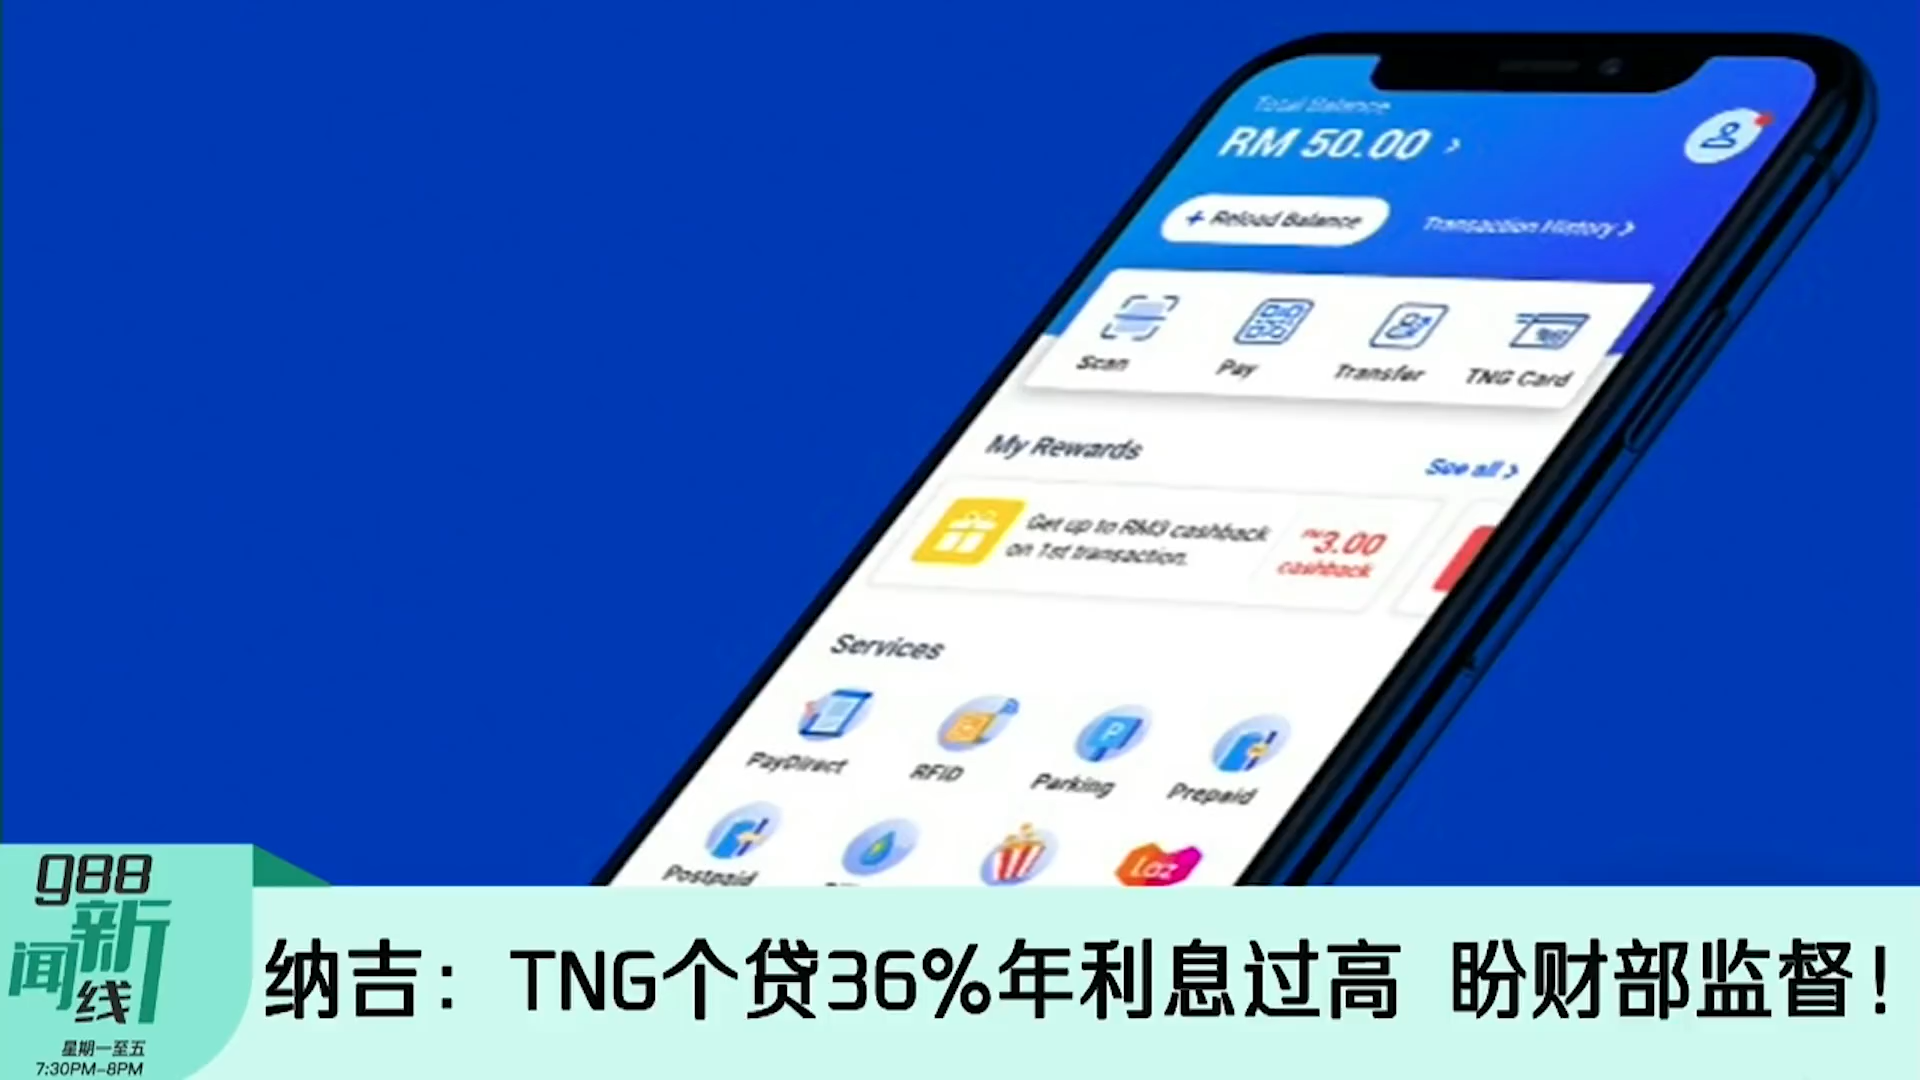 Total Balance
RM 50.00 >
+ Reload Balance
Transaction History >
Scan
Pay
Transfer
TNG Card
My Rewards
See all >
Get up to RM3 cashback
on 1st transaction.
RM3.00
cashback
Services
PayDirect
RFID
Parking
Prepaid
Postpaid
Laz
988
新
闻
线
星期一至五
7:30PM-8PM
纳吉：TNG个贷36%年利息过高 盼财部监督！